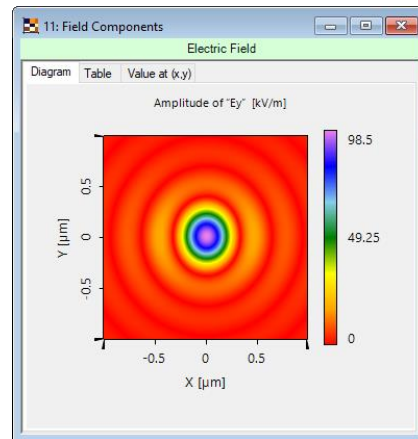 11: Field Components
Electric Field
Diagram Table Value at (x,y)
Amplitude of "Ey" [kV/m]
98.5
49.25
0
0.5
0
-0.5
Y [µm]
-0.5 0 0.5
X [µm]